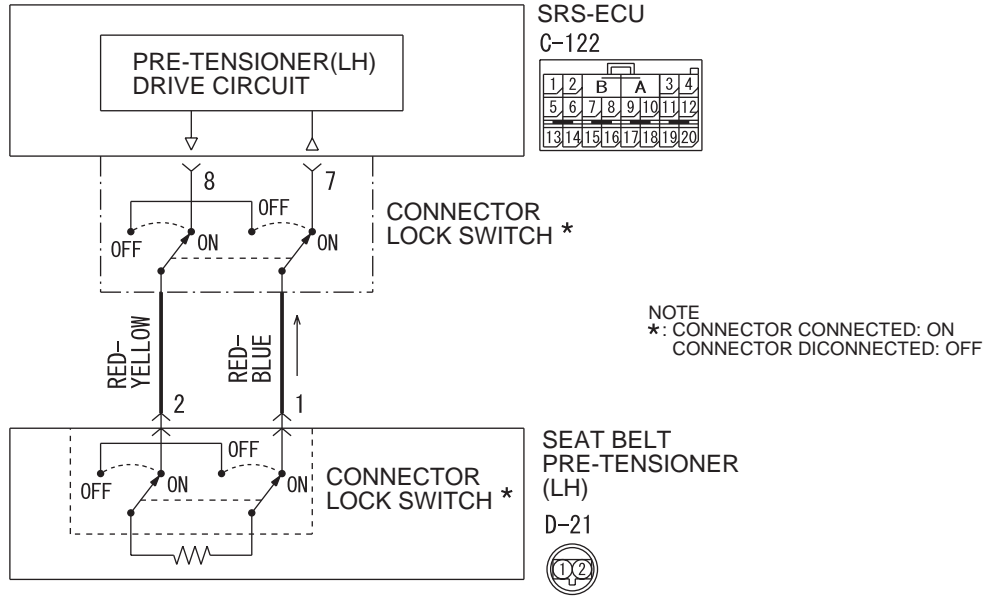 SRS-ECU
C-122
PRE-TENSIONER(LH)
DRIVE CIRCUIT
1 2 B A 3 4
5 6 7 8 9 10 11 12
13 14 15 16 17 18 19 20
8 7
OFF
OFF ON ON
CONNECTOR
LOCK SWITCH *
RED-
YELLOW
RED-
BLUE
NOTE
*: CONNECTOR CONNECTED: ON
CONNECTOR DICONNECTED: OFF
2 1
OFF
OFF ON ON
CONNECTOR
LOCK SWITCH *
SEAT BELT
PRE-TENSIONER
(LH)
D-21
1 2